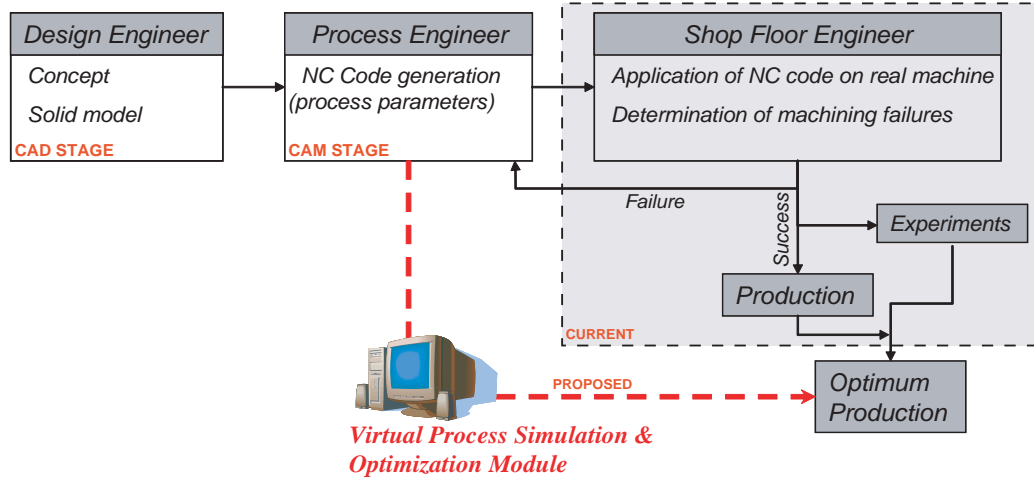 Design Engineer
Concept
Solid model
CAD STAGE
Process Engineer
NC Code generation
(process parameters)
CAM STAGE
Shop Floor Engineer
Application of NC code on real machine
Determination of machining failures
Failure
Success
Experiments
Production
CURRENT
PROPOSED
Optimum
Production
Virtual Process Simulation &
Optimization Module